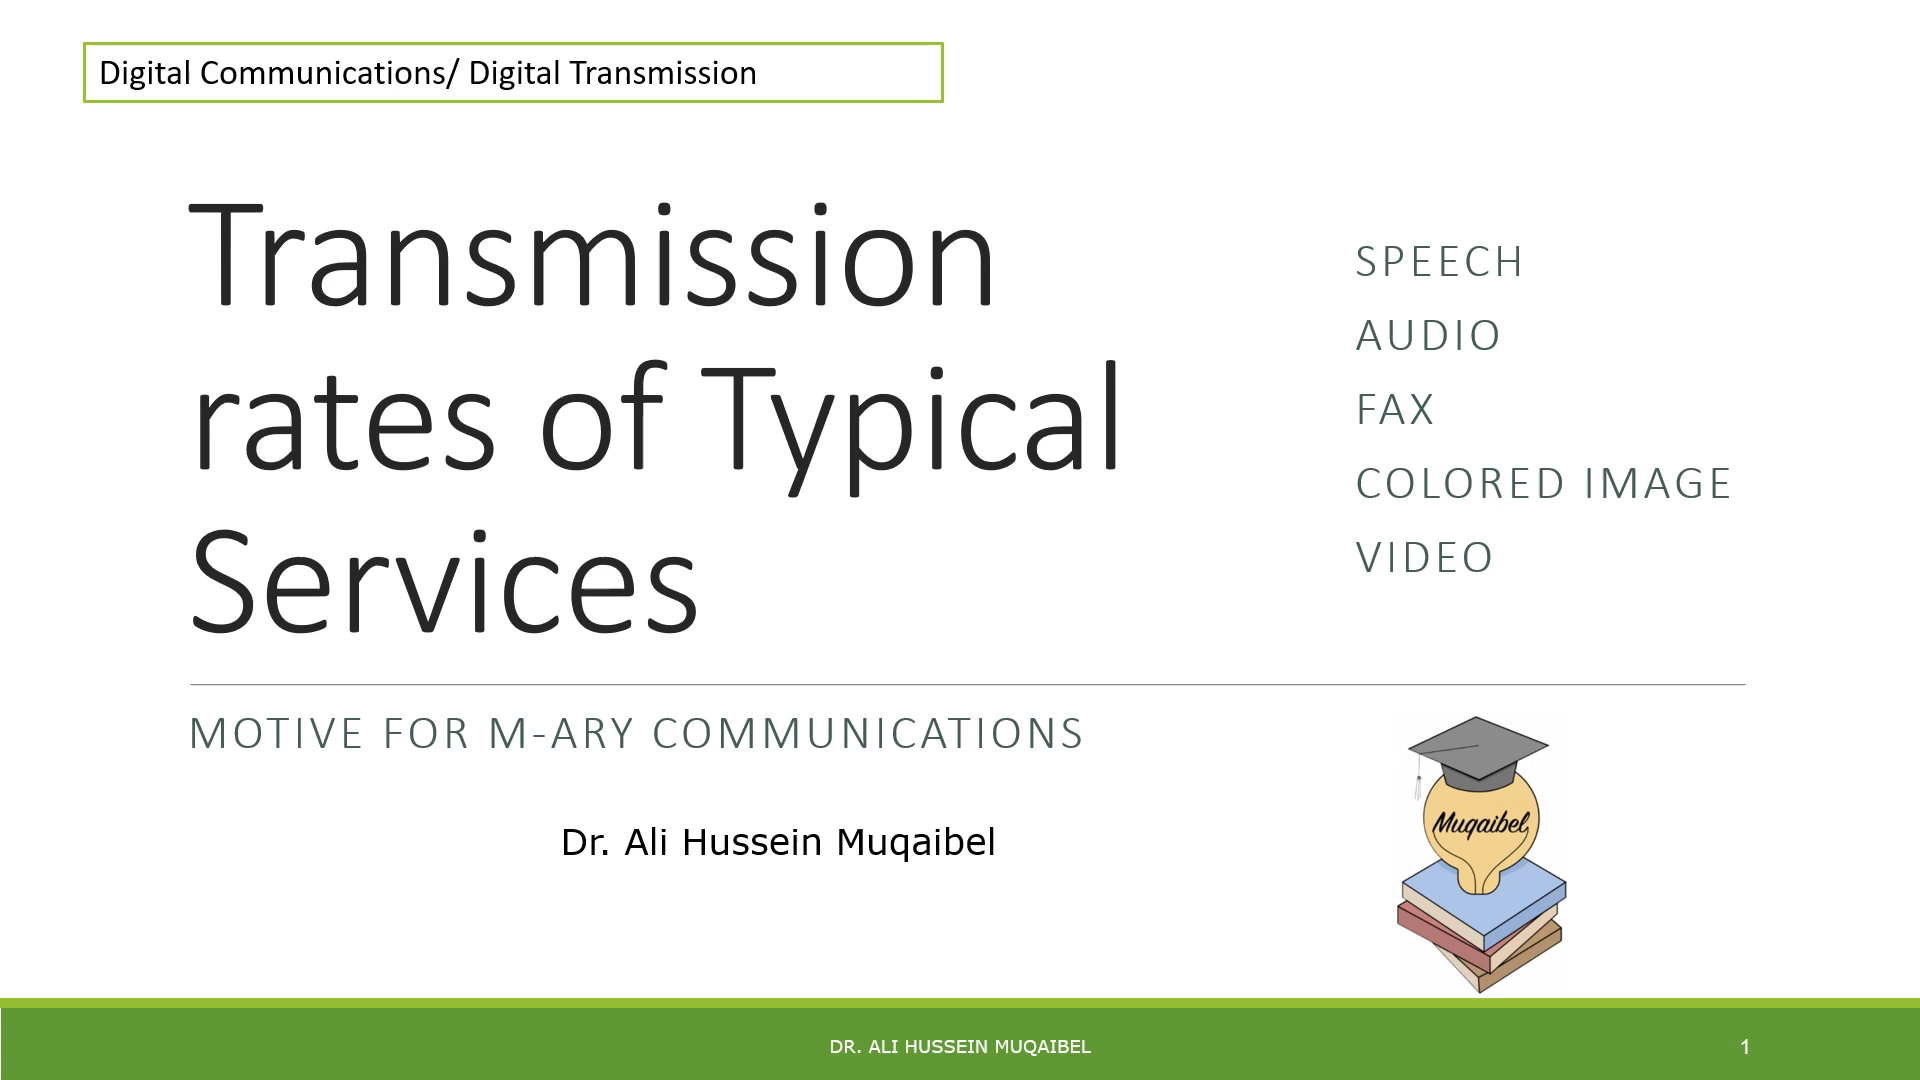 Digital Communications/ Digital Transmission
Transmission
rates of Typical
Services
SPEECH
AUDIO
FAX
COLORED IMAGE
VIDEO
MOTIVE FOR M-ARY COMMUNICATIONS
Dr. Ali Hussein Muqaibel
Muqaibel
DR. ALI HUSSEIN MUQAIBEL
1